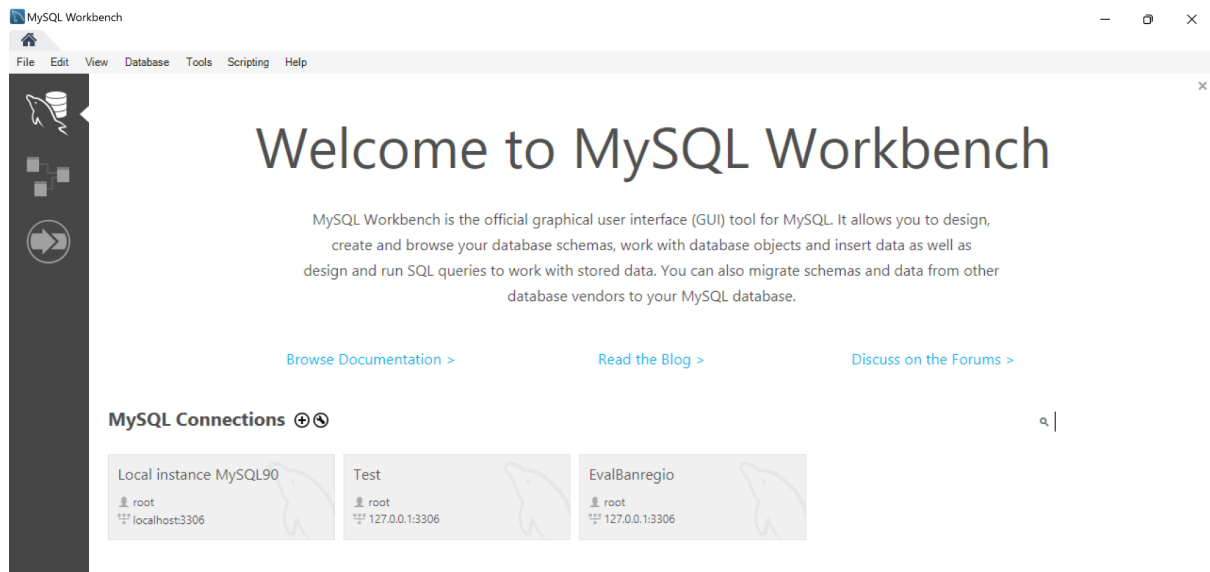 MySQL Workbench
File Edit View Database Tools Scripting Help
Welcome to MySQL Workbench
MySQL Workbench is the official graphical user interface (GUI) tool for MySQL. It allows you to design,
create and browse your database schemas, work with database objects and insert data as well as
design and run SQL queries to work with stored data. You can also migrate schemas and data from other
database vendors to your MySQL database.
Browse Documentation > Read the Blog > Discuss on the Forums >
MySQL Connections
Local instance MySQL90
root
localhost:3306
Test
root
127.0.0.1:3306
EvalBanregio
root
127.0.0.1:3306